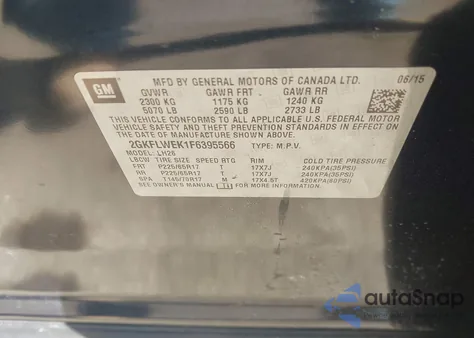 GM
MFD BY GENERAL MOTORS OF CANADA LTD. 06/15
GVWR GAWR FRT GAWR RR
2300 KG 1175 KG 1240 KG
5070 LB 2590 LB 2733 LB
THIS VEHICLE CONFORMS TO ALL APPLICABLE U.S. FEDERAL MOTOR
VEHICLE SAFETY, BUMPER, AND THEFT PREVENTION STANDARDS IN EFFECT ON THE
DATE OF MANUFACTURE SHOWN ABOVE.
2GKFLWEK1F6395566 TYPE: M.P.V.
MODEL: LH26
TIRE SIZE SPEED RTG RIM COLD TIRE PRESSURE
FRT P225/65R17 T 17X7J 240KPA(35PSI)
RR P225/65R17 T 17X7J 240KPA(35PSI)
SPA T145/70R17 M 17X4.5T 420KPA(60PSI)
SEE OWNER'S MANUAL FOR MORE INFORMATION.
autoSnap